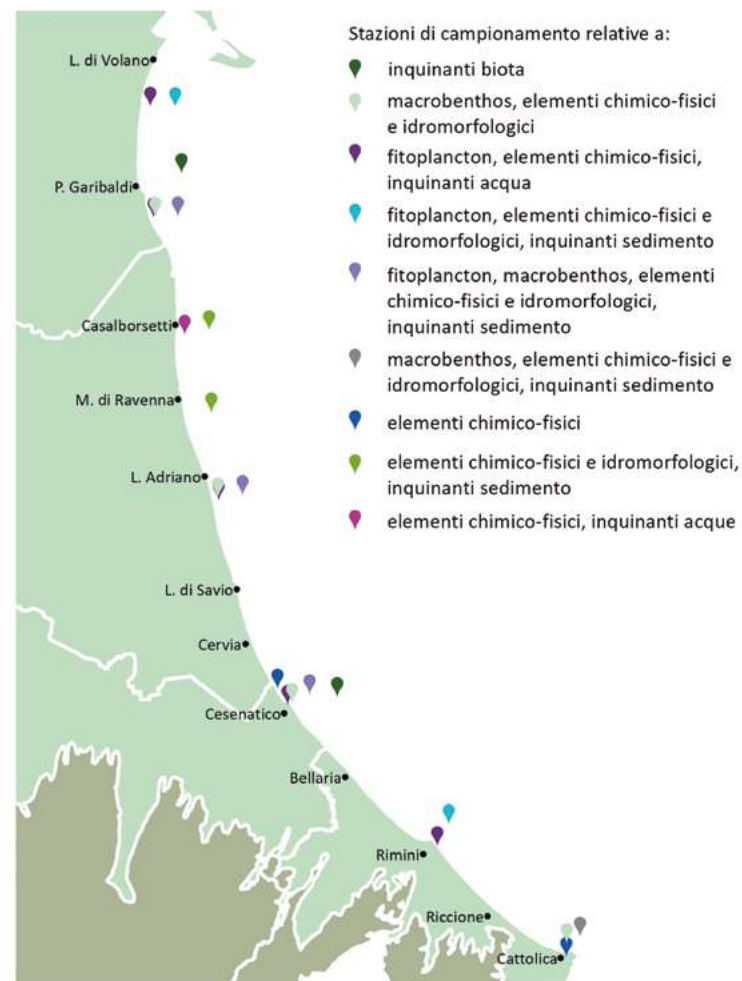 Stazioni di campionamento relative a:
inquinanti biota
macrobenthos, elementi chimico-fisici
e idromorfologici
fitoplancton, elementi chimico-fisici,
inquinanti acqua
fitoplancton, elementi chimico-fisici e
idromorfologici, inquinanti sedimento
fitoplancton, macrobenthos, elementi
chimico-fisici e idromorfologici,
inquinanti sedimento
macrobenthos, elementi chimico-fisici e
idromorfologici, inquinanti sedimento
elementi chimico-fisici
elementi chimico-fisici e idromorfologici,
inquinanti sedimento
elementi chimico-fisici, inquinanti acque
L. di Volano
P. Garibaldi
Casalborsetti
M. di Ravenna
L. Adriano
L. di Savio
Cervia
Cesenatico
Bellaria
Rimini
Riccione
Cattolica